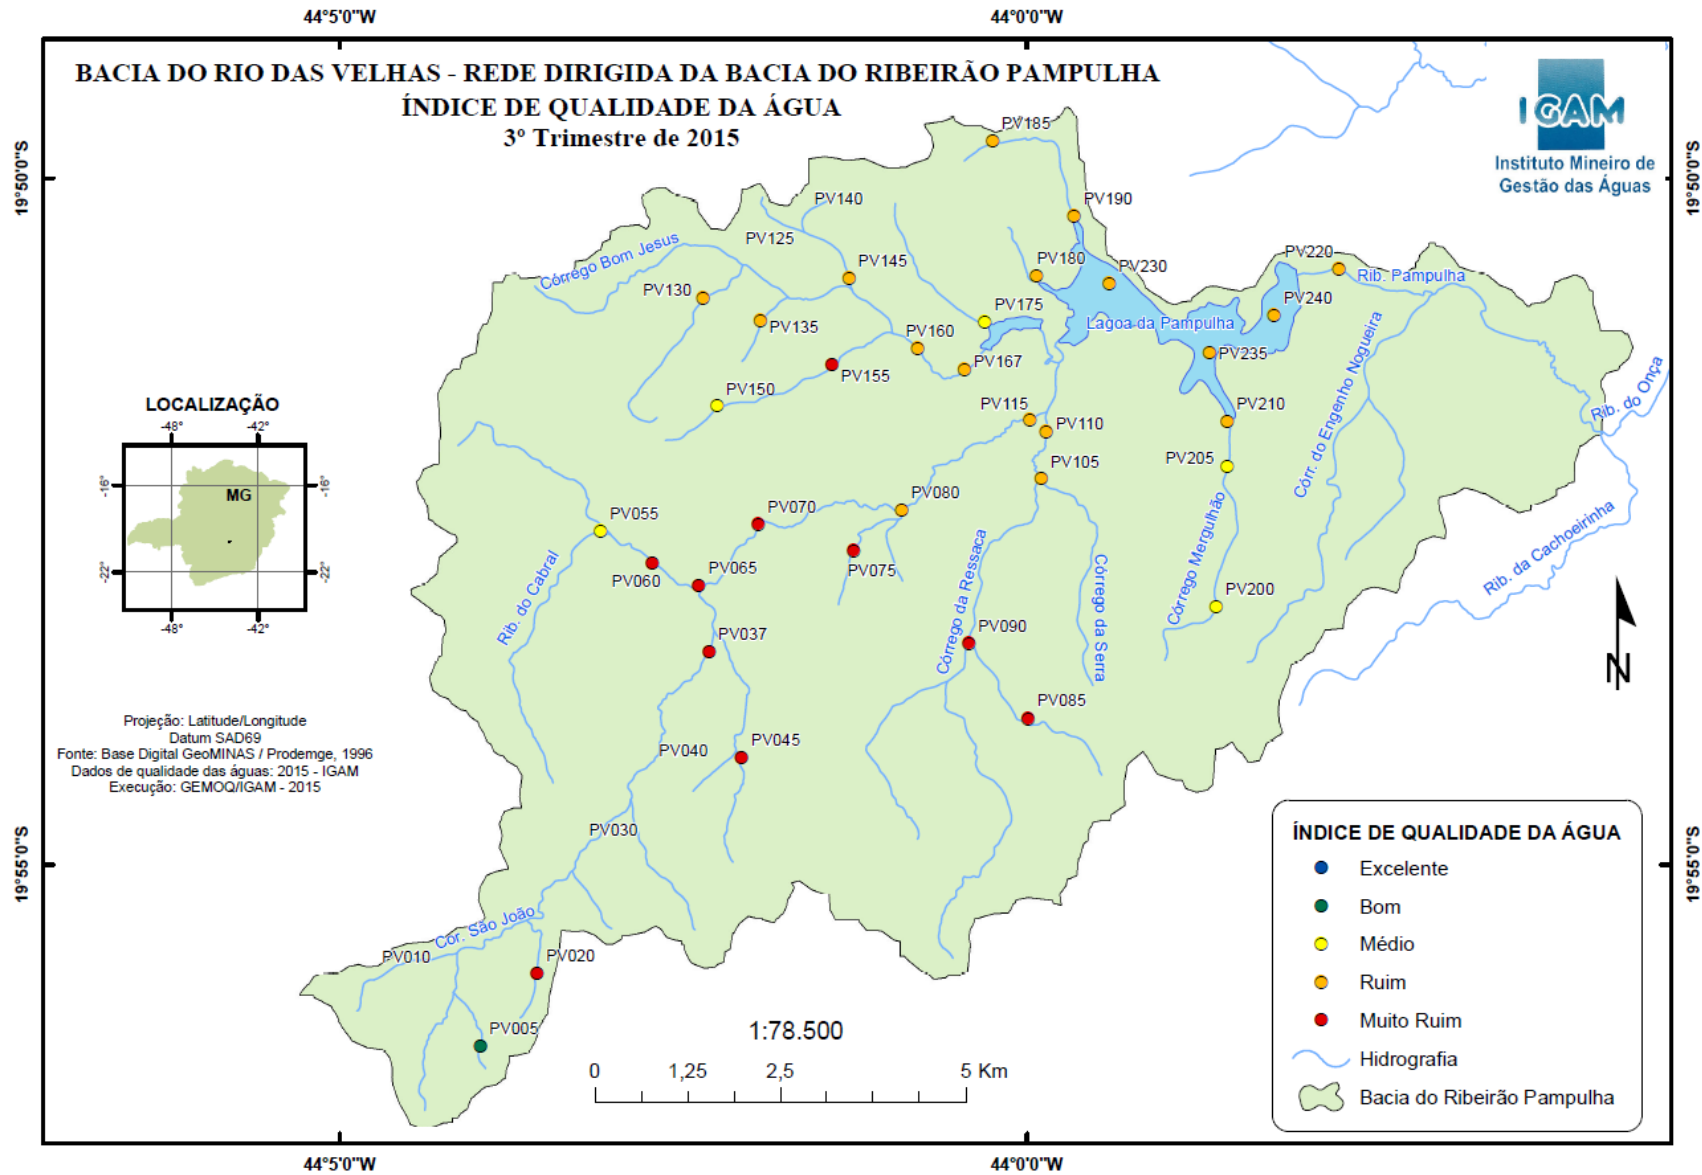 44°5'0"W
44°0'0"W
BACIA DO RIO DAS VELHAS - REDE DIRIGIDA DA BACIA DO RIBEIRÃO PAMPULHA
ÍNDICE DE QUALIDADE DA ÁGUA
3º Trimestre de 2015
IGAM
Instituto Mineiro de
Gestão das Águas
19°50'0"S
19°50'0"S
PV185
PV140
PV190
PV125
Córrego Bom Jesus
PV145
PV180
PV230
PV220
Rib. Pampulha
PV130
PV175
PV240
PV135
PV160
Lagoa da Pampulha
PV235
PV167
PV155
PV150
PV115
PV110
PV210
Córr. do Engenho Nogueira
Rib. do Onça
PV105
PV205
PV080
PV070
PV055
PV075
PV060
PV065
Rib. do Cabral
Córrego da Ressaca
Córrego da Serra
Córrego Mergulhão
Rib. da Cachoeirinha
PV200
PV090
PV037
PV085
PV040
PV045
PV030
Cór. São João
PV010
PV020
PV005
LOCALIZAÇÃO
-48°
-42°
-16°
-16°
MG
-22°
-22°
-48°
-42°
N
Projeção: Latitude/Longitude
Datum SAD69
Fonte: Base Digital GeoMINAS / Prodemge, 1996
Dados de qualidade das águas: 2015 - IGAM
Execução: GEMOQ/IGAM - 2015
19°55'0"S
19°55'0"S
1:78.500
0 1,25 2,5 5 Km
ÍNDICE DE QUALIDADE DA ÁGUA
Excelente
Bom
Médio
Ruim
Muito Ruim
Hidrografia
Bacia do Ribeirão Pampulha
44°5'0"W
44°0'0"W